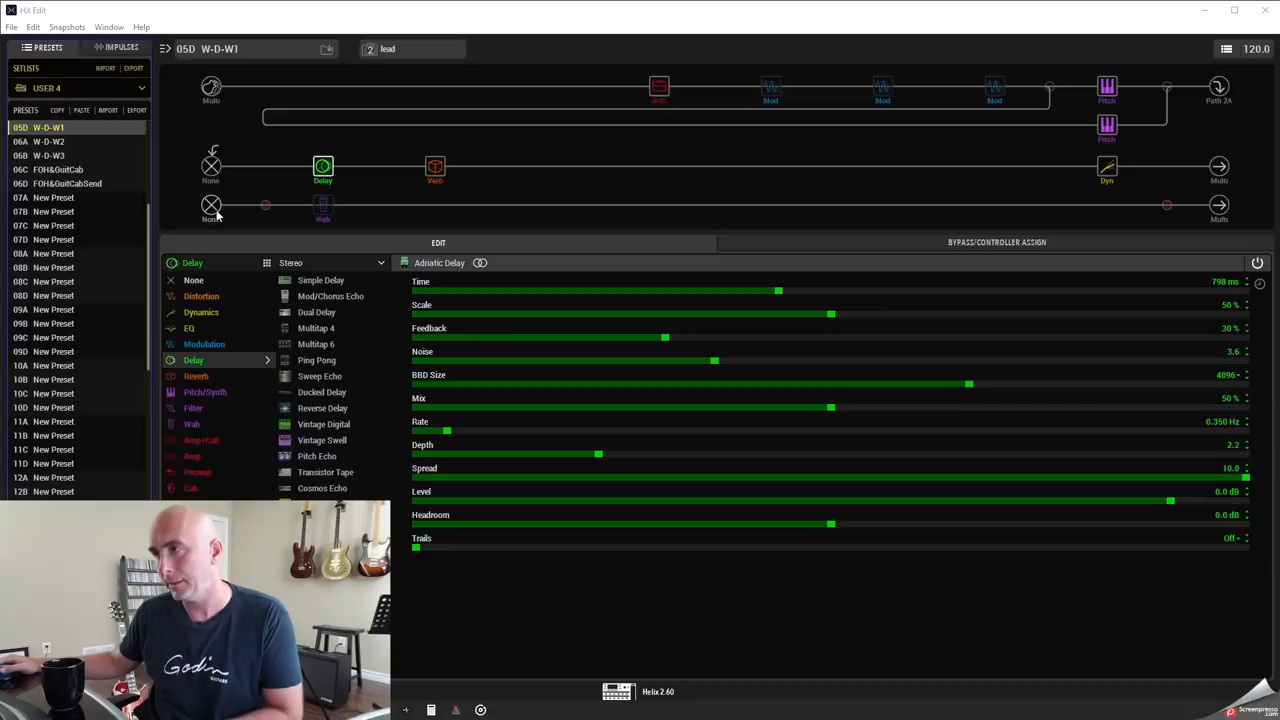 HX Edit
File Edit Snapshots Window Help
PRESETS IMPULSES
05D W-D-W1
2 lead
120.0
SETLISTS IMPORT EXPORT
USER 4
PRESETS COPY PASTE IMPORT EXPORT
05D W-D-W1
06A W-D-W2
06B W-D-W3
06C FOH&GuitCab
06D FOH&GuitCabSend
07A New Preset
07B New Preset
07C New Preset
07D New Preset
08A New Preset
08B New Preset
08C New Preset
08D New Preset
09A New Preset
09B New Preset
09C New Preset
09D New Preset
10A New Preset
10B New Preset
10C New Preset
10D New Preset
11A New Preset
11B New Preset
11C New Preset
11D New Preset
12A New Preset
12B New Preset
Multi Mod Mod Mod Pitch Path 2A
Pitch
None Delay Verb Dyn Multi
None Wah Multi
EDIT BYPASS/CONTROLLER ASSIGN
Delay Stereo Adriatic Delay
None
Distortion
Dynamics
EQ
Modulation
Delay
Reverb
Pitch/Synth
Filter
Wah
Amp+Cab
Amp
Preamp
Cab
Simple Delay
Mod/Chorus Echo
Dual Delay
Multitap 4
Multitap 6
Ping Pong
Sweep Echo
Ducked Delay
Reverse Delay
Vintage Digital
Vintage Swell
Pitch Echo
Transistor Tape
Cosmos Echo
Time 798 ms
Scale 50 %
Feedback 30 %
Noise 3.6
BBD Size 4096
Mix 50 %
Rate 0.350 Hz
Depth 2.2
Spread 10.0
Level 0.0 dB
Headroom 0.0 dB
Trails Off
Godin
GUITARS
Helix 2.60
Screenpresso
.com